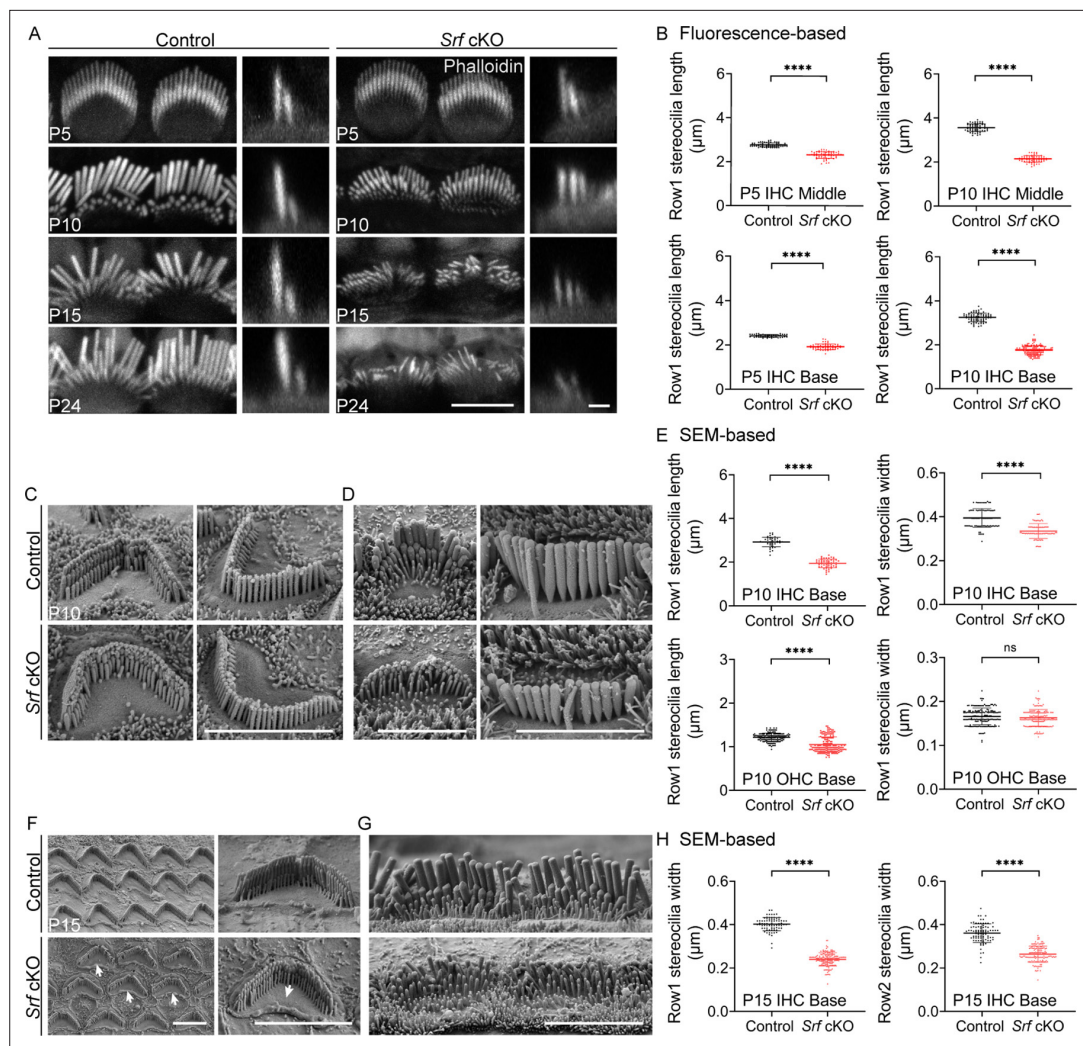 A
Control
Srf cKO
Phalloidin
P5
P5
P10
P10
P15
P15
P24
P24
B Fluorescence-based
Row1 stereocilia length
(μm)
6
4
2
0
****
P5 IHC Middle
Control Srf cKO
Row1 stereocilia length
(μm)
6
4
2
0
****
P10 IHC Middle
Control Srf cKO
Row1 stereocilia length
(μm)
6
4
2
0
****
P5 IHC Base
Control Srf cKO
Row1 stereocilia length
(μm)
6
4
2
0
****
P10 IHC Base
Control Srf cKO
C
D
Control
P10
Srf cKO
E SEM-based
Row1 stereocilia length
(μm)
6
4
2
0
****
P10 IHC Base
Control Srf cKO
Row1 stereocilia width
(μm)
0.6
0.4
0.2
0.0
****
P10 IHC Base
Control Srf cKO
Row1 stereocilia length
(μm)
3
2
1
0
****
P10 OHC Base
Control Srf cKO
Row1 stereocilia width
(μm)
0.3
0.2
0.1
0.0
ns
P10 OHC Base
Control Srf cKO
F
G
Control
P15
Srf cKO
H SEM-based
Row1 stereocilia width
(μm)
0.6
0.4
0.2
0.0
****
P15 IHC Base
Control Srf cKO
Row2 stereocilia width
(μm)
0.6
0.4
0.2
0.0
****
P15 IHC Base
Control Srf cKO